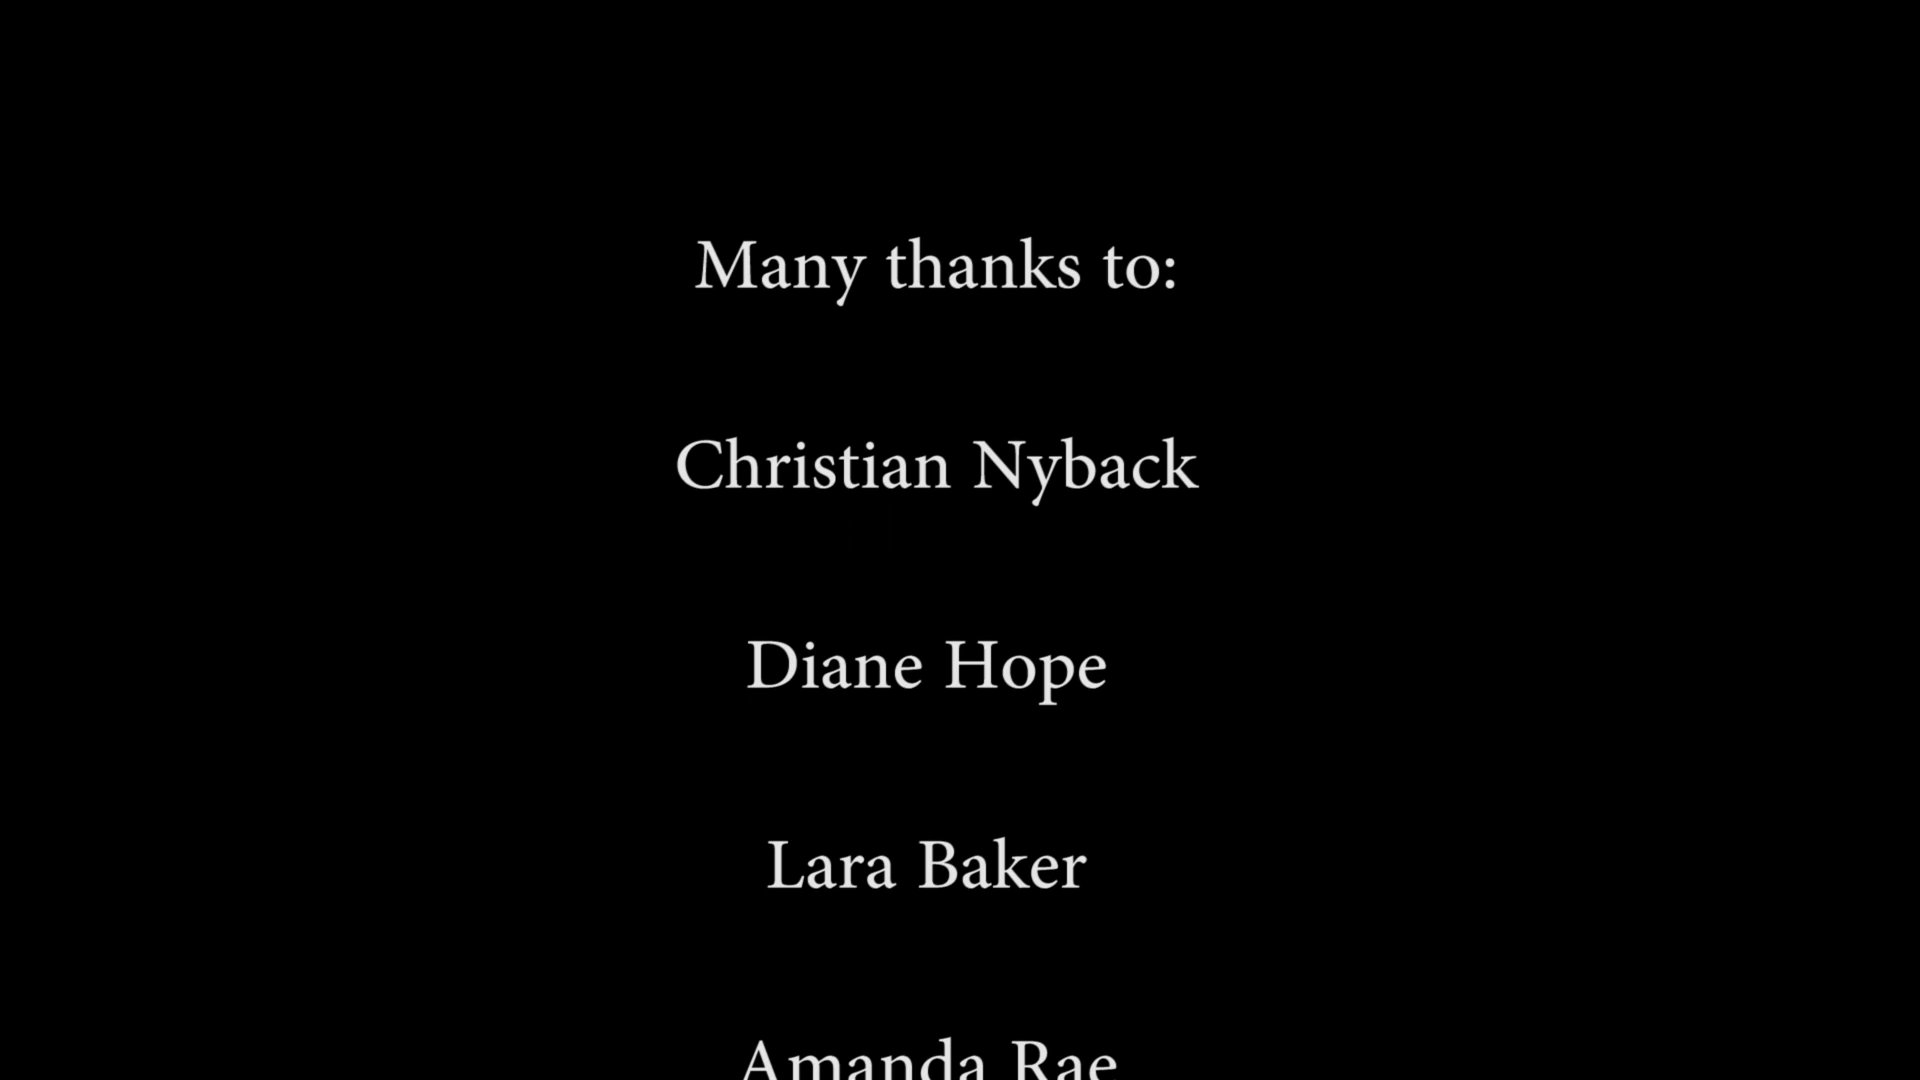 Many thanks to:
Christian Nyback
Diane Hope
Lara Baker
Amanda Rae